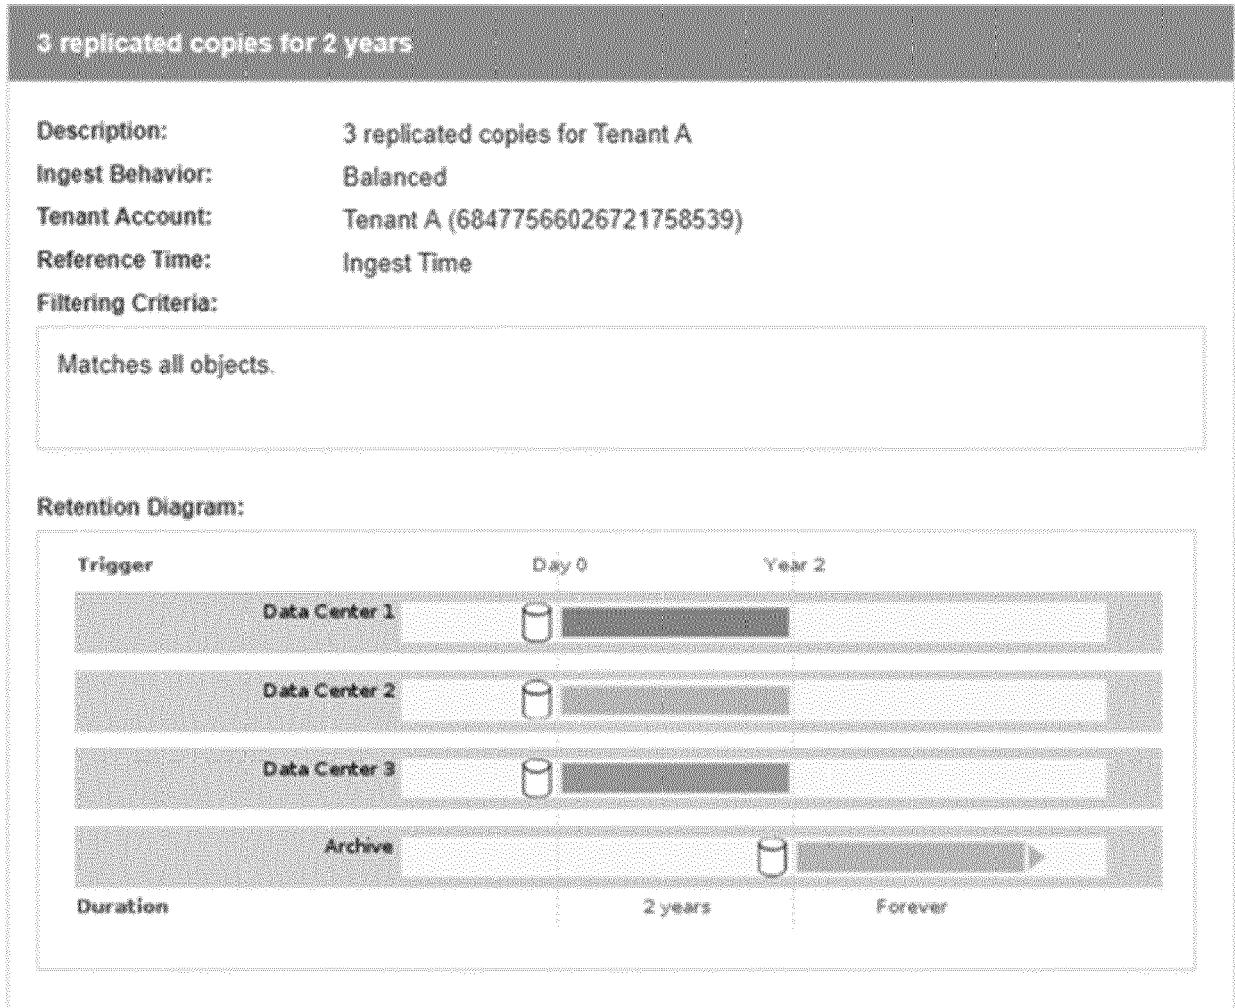 3 replicated copies for 2 years
Description: 3 replicated copies for Tenant A
Ingest Behavior: Balanced
Tenant Account: Tenant A (68477566026721758539)
Reference Time: Ingest Time
Filtering Criteria:
Matches all objects.
Retention Diagram:
Trigger Day 0 Year 2
Data Center 1
Data Center 2
Data Center 3
Archive
Duration 2 years Forever